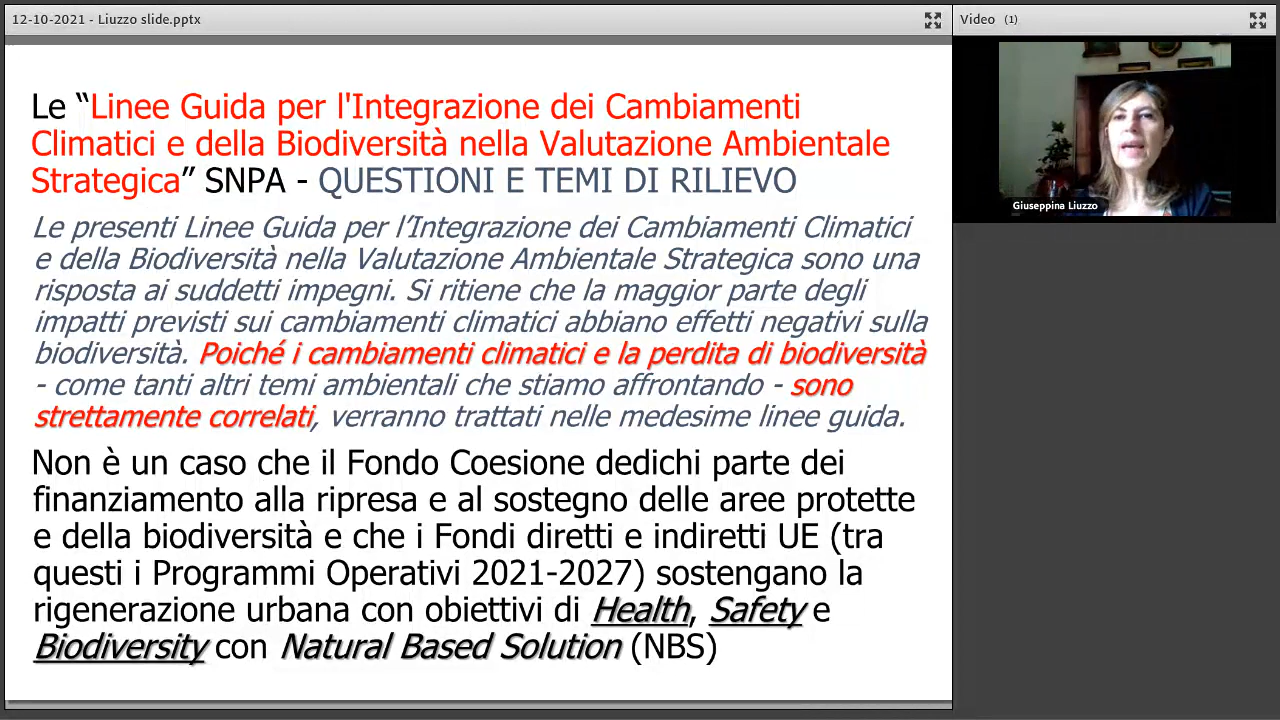 12-10-2021 - Liuzzo slide.pptx
Video (1)
Le “Linee Guida per l'Integrazione dei Cambiamenti
Climatici e della Biodiversità nella Valutazione Ambientale
Strategica” SNPA - QUESTIONI E TEMI DI RILIEVO
Le presenti Linee Guida per l’Integrazione dei Cambiamenti Climatici
e della Biodiversità nella Valutazione Ambientale Strategica sono una
risposta ai suddetti impegni. Si ritiene che la maggior parte degli
impatti previsti sui cambiamenti climatici abbiano effetti negativi sulla
biodiversità. Poiché i cambiamenti climatici e la perdita di biodiversità
- come tanti altri temi ambientali che stiamo affrontando - sono
strettamente correlati, verranno trattati nelle medesime linee guida.
Non è un caso che il Fondo Coesione dedichi parte dei
finanziamento alla ripresa e al sostegno delle aree protette
e della biodiversità e che i Fondi diretti e indiretti UE (tra
questi i Programmi Operativi 2021-2027) sostengano la
rigenerazione urbana con obiettivi di Health, Safety e
Biodiversity con Natural Based Solution (NBS)
Giuseppina Liuzzo